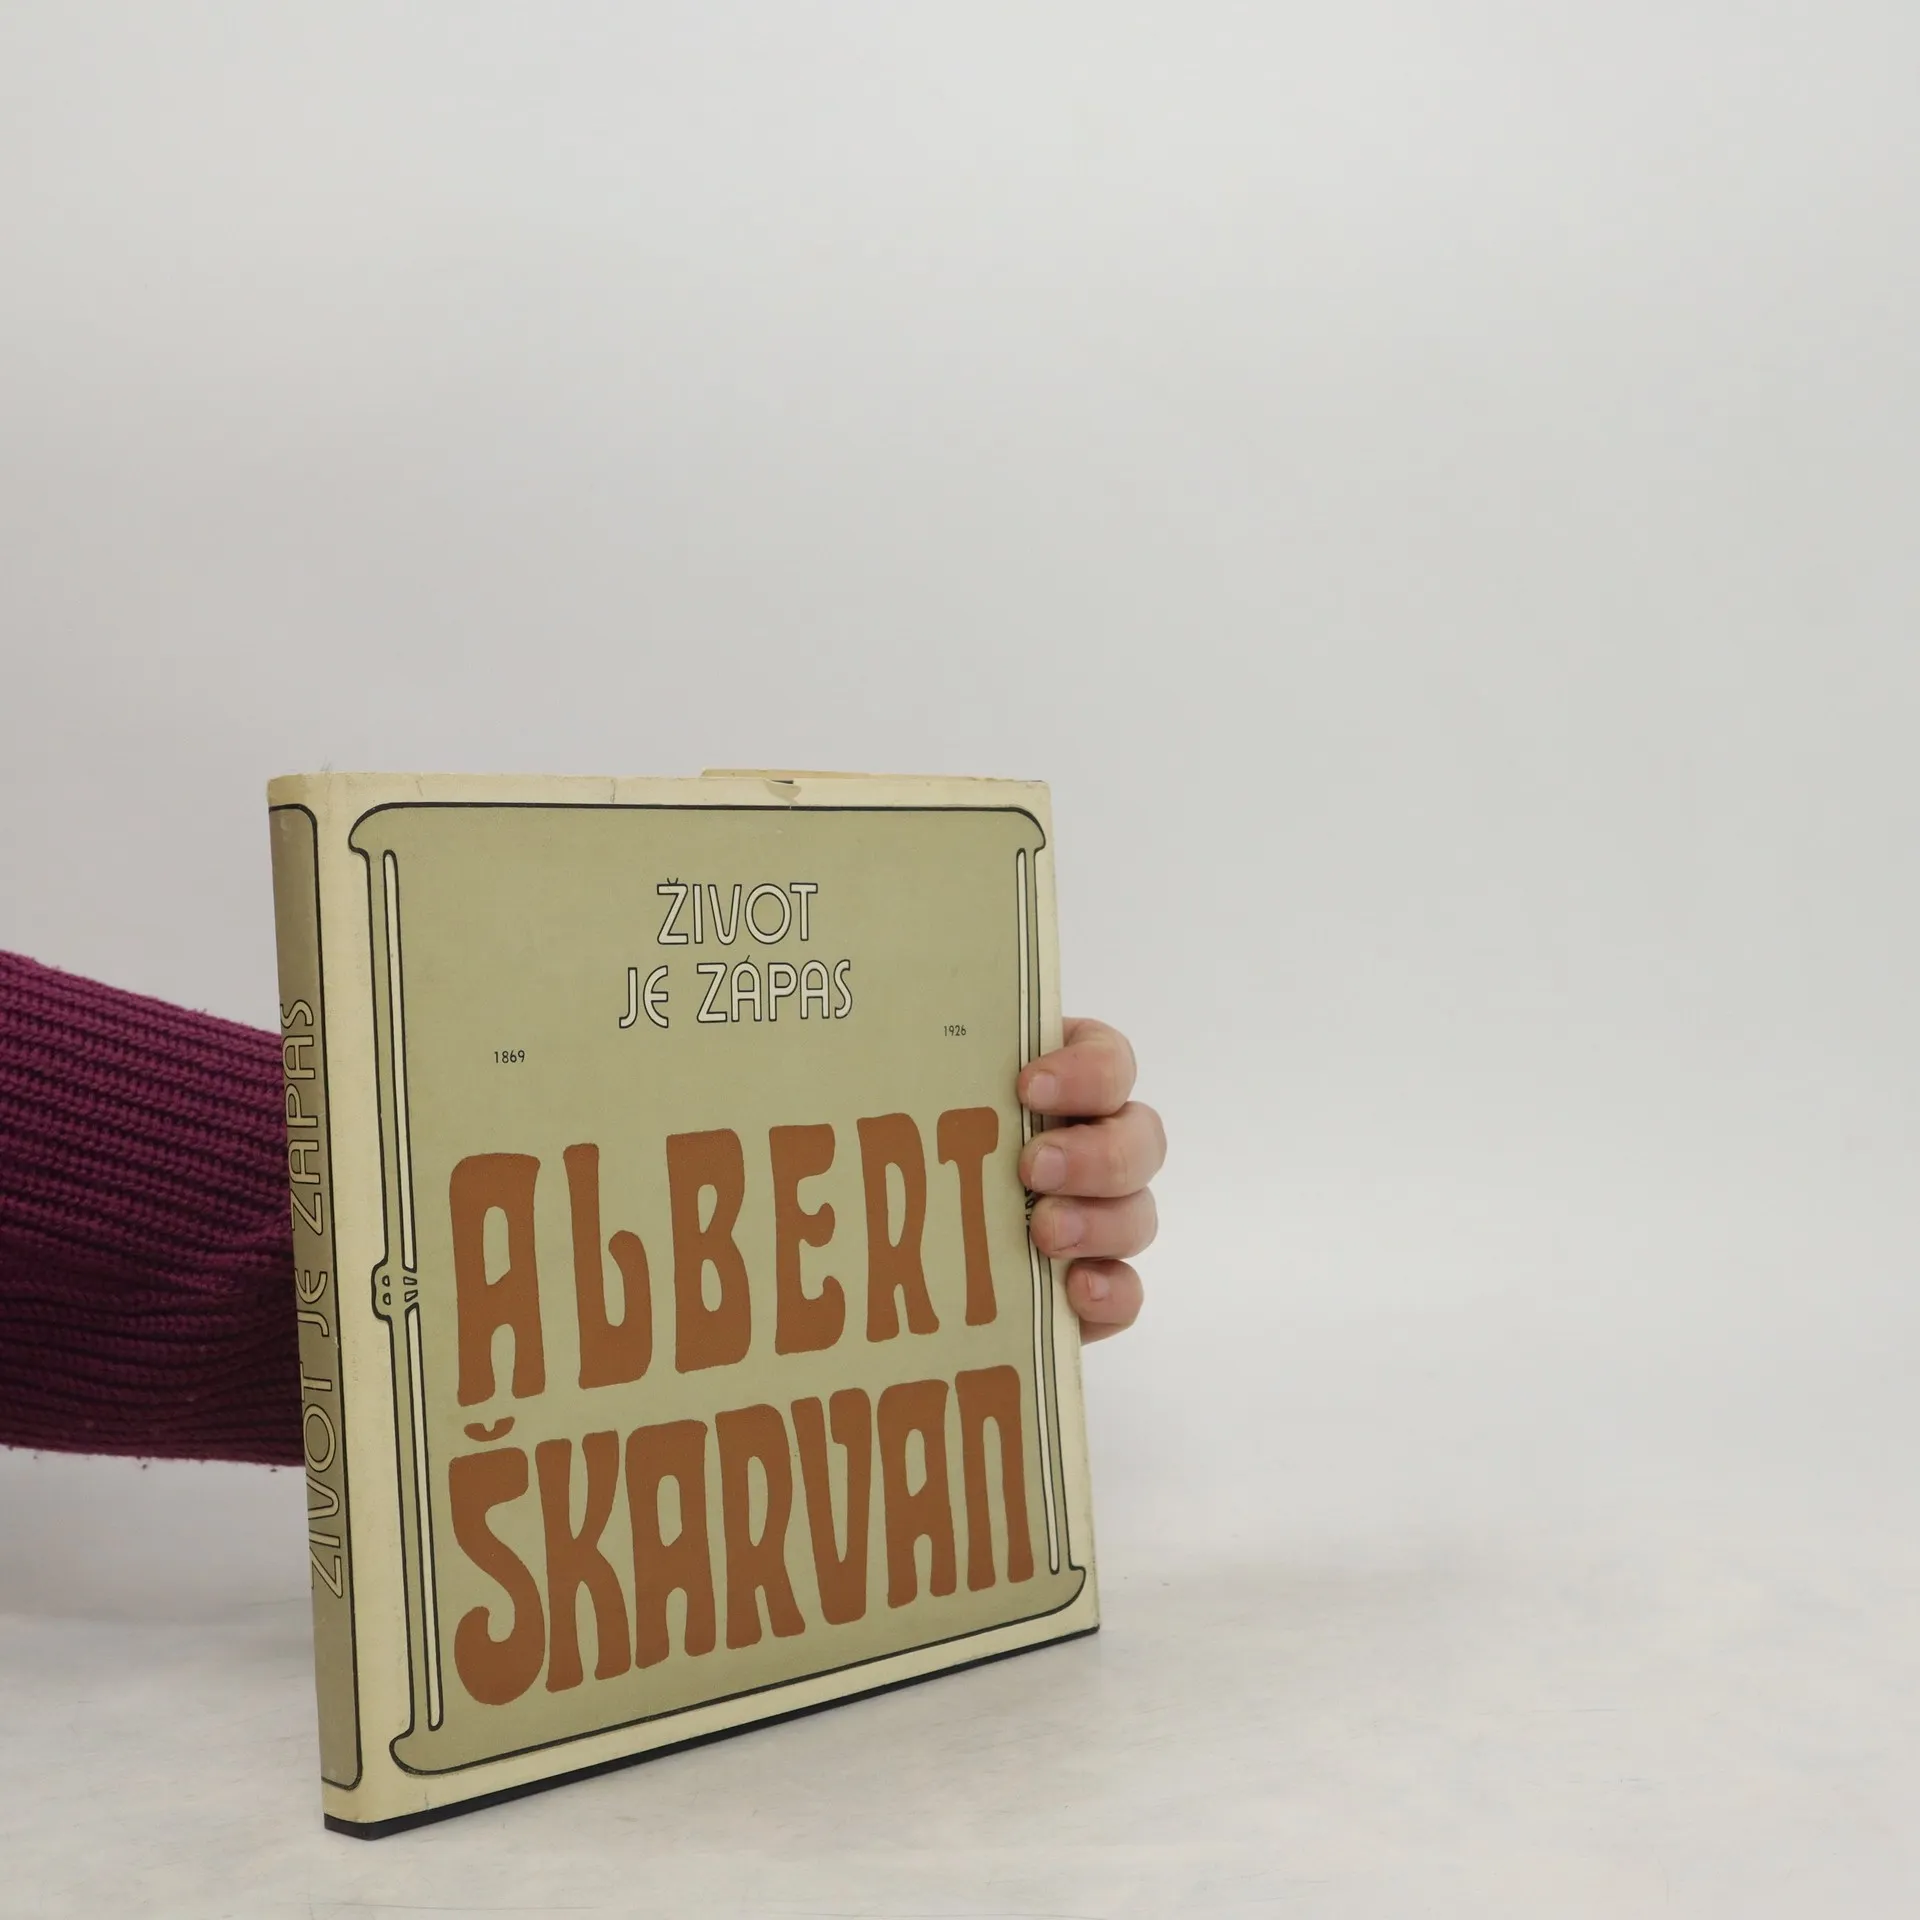 ŽIVOT
JE ZÁPAS
1869
1926
ALBERT
ŠKARVAN
ŽIVOT JE ZÁPAS